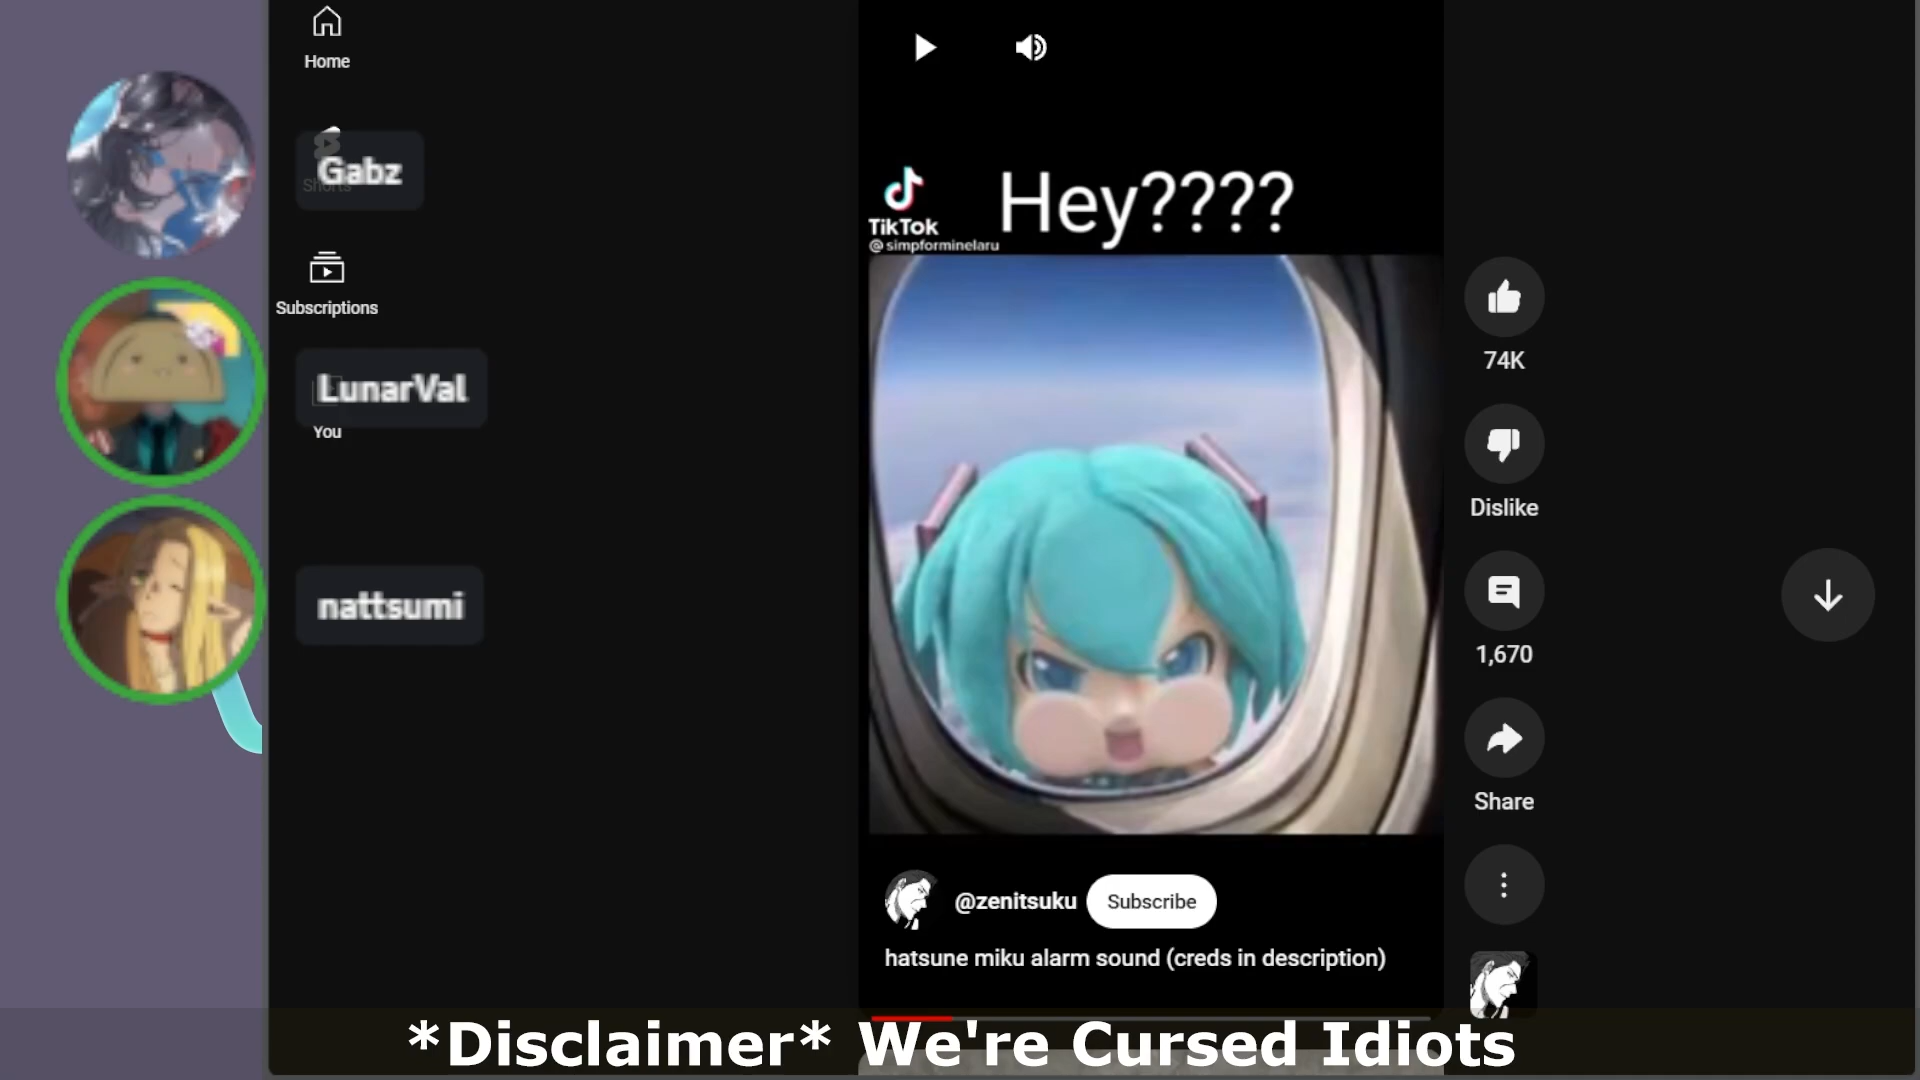 Home
Shorts
Gabz
Subscriptions
LunarVal
You
nattsumi
Hey????
TikTok
@simpforminelaru
74K
Dislike
1,670
Share
@zenitsuku
Subscribe
hatsune miku alarm sound (creds in description)
*Disclaimer* We're Cursed Idiots